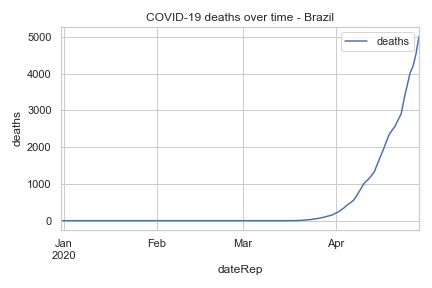 COVID-19 deaths over time - Brazil
deaths
5000
4000
3000
2000
1000
0
deaths
Jan
2020
Feb
Mar
Apr
dateRep